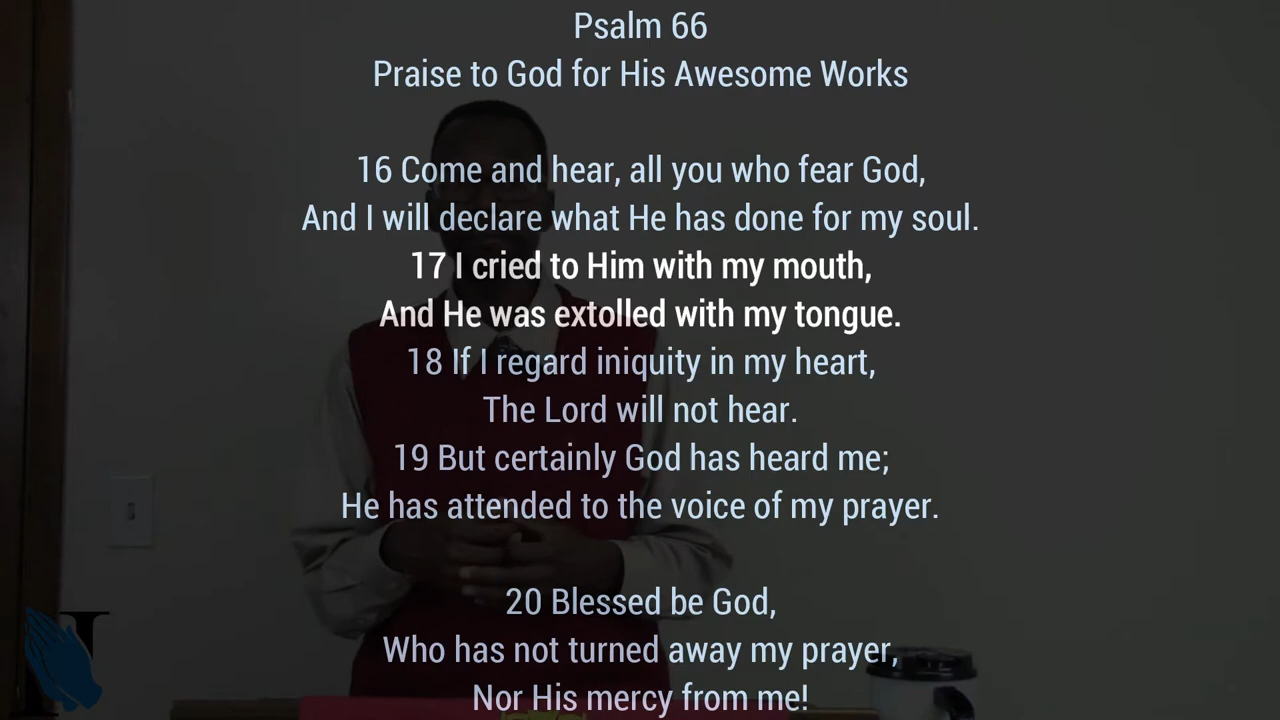 Psalm 66
Praise to God for His Awesome Works
16 Come and hear, all you who fear God,
And I will declare what He has done for my soul.
17 I cried to Him with my mouth,
And He was extolled with my tongue.
18 If I regard iniquity in my heart,
The Lord will not hear.
19 But certainly God has heard me;
He has attended to the voice of my prayer.
20 Blessed be God,
Who has not turned away my prayer,
Nor His mercy from me!